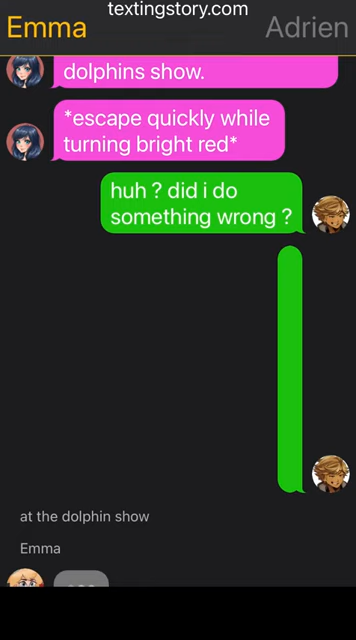 textingstory.com
Emma Adrien
dolphins show.
*escape quickly while
turning bright red*
huh ? did i do
something wrong ?
at the dolphin show
Emma